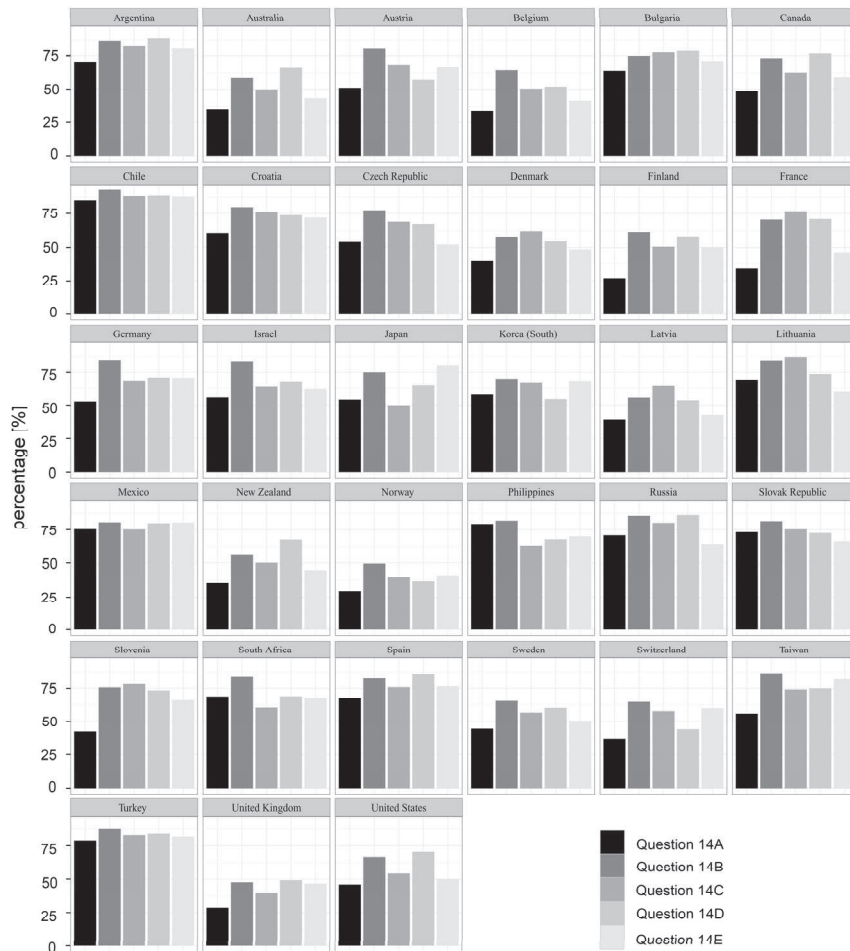 Argentina Australia Austria Belgium Bulgaria Canada
75
50
25
0
Chile Croatia Czech Republic Denmark Finland France
75
50
25
0
Germany Israel Japan Korea (South) Latvia Lithuania
75
50
25
0
percentage [%]
Mexico New Zealand Norway Philippines Russia Slovak Republic
75
50
25
0
Slovenia South Africa Spain Sweden Switzerland Taiwan
75
50
25
0
Turkey United Kingdom United States
75
50
25
0
Question 14A
Question 14B
Question 14C
Question 14D
Question 14E